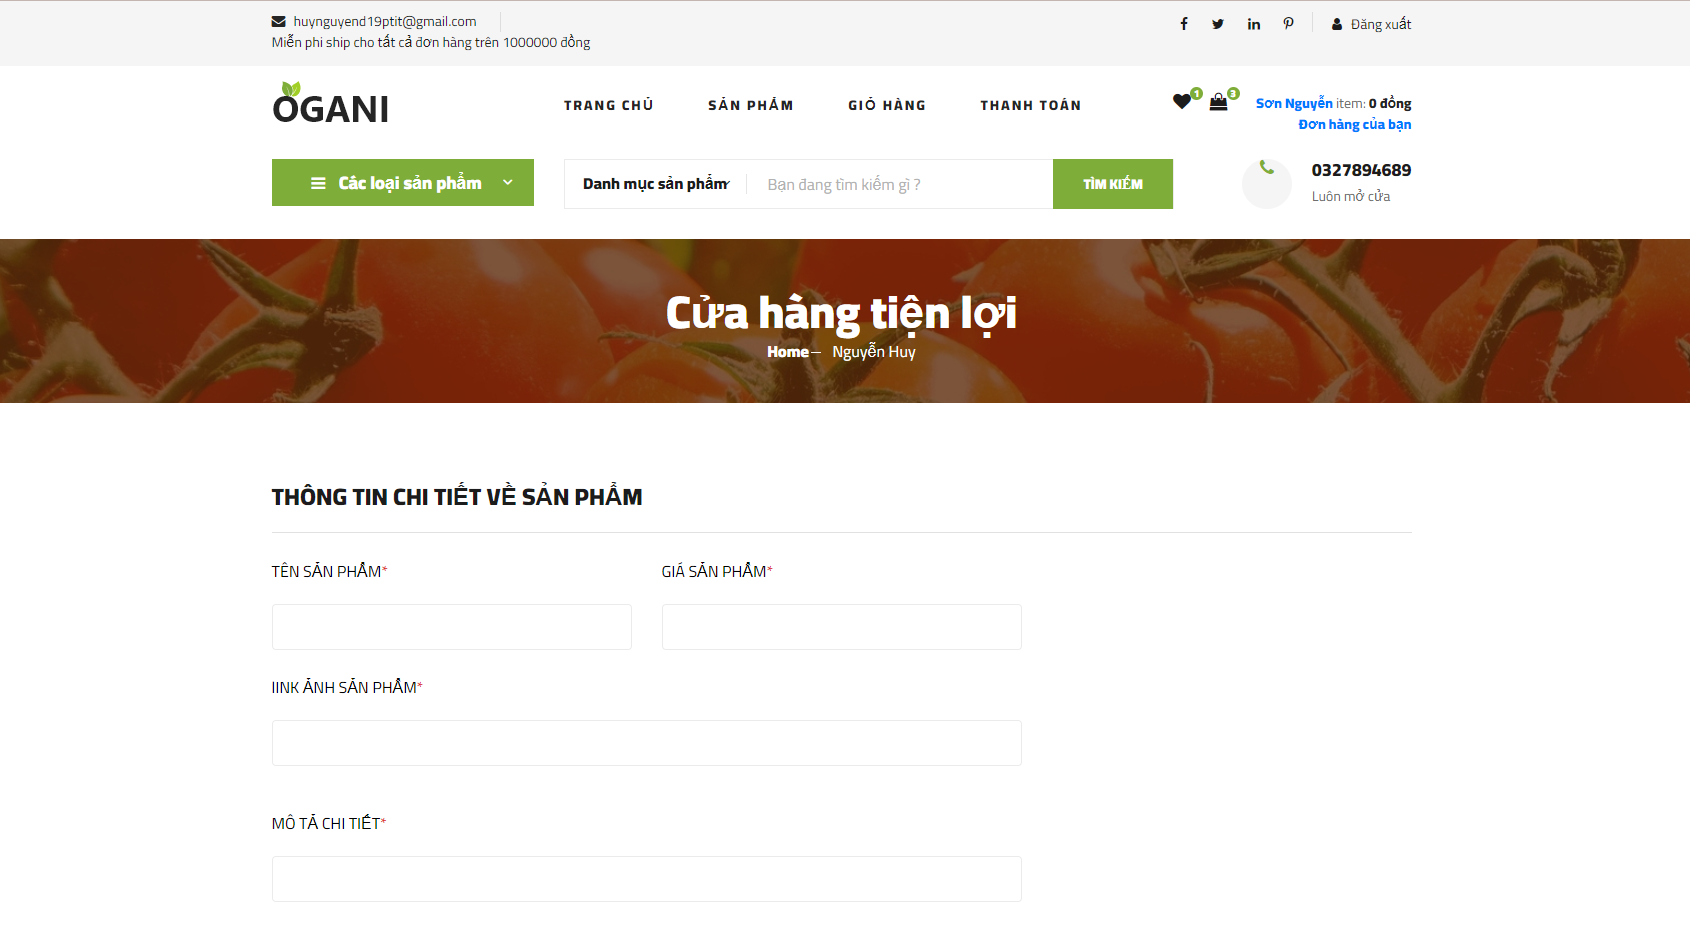 huynguyend19ptit@gmail.com
Miễn phi ship cho tất cả đơn hàng trên 1000000 đồng
Đăng xuất
OGANI
TRANG CHỦ SẢN PHẨM GIỎ HÀNG THANH TOÁN
1 3
Sơn Nguyễn item: 0 đồng
Đơn hàng của bạn
Các loại sản phẩm
Danh mục sản phẩm Bạn đang tìm kiếm gì ? TÌM KIẾM
0327894689
Luôn mở cửa
Cửa hàng tiện lợi
Home – Nguyễn Huy
THÔNG TIN CHI TIẾT VỀ SẢN PHẨM
TÊN SẢN PHẨM* GIÁ SẢN PHẨM*
IINK ẢNH SẢN PHẨM*
MÔ TẢ CHI TIẾT*